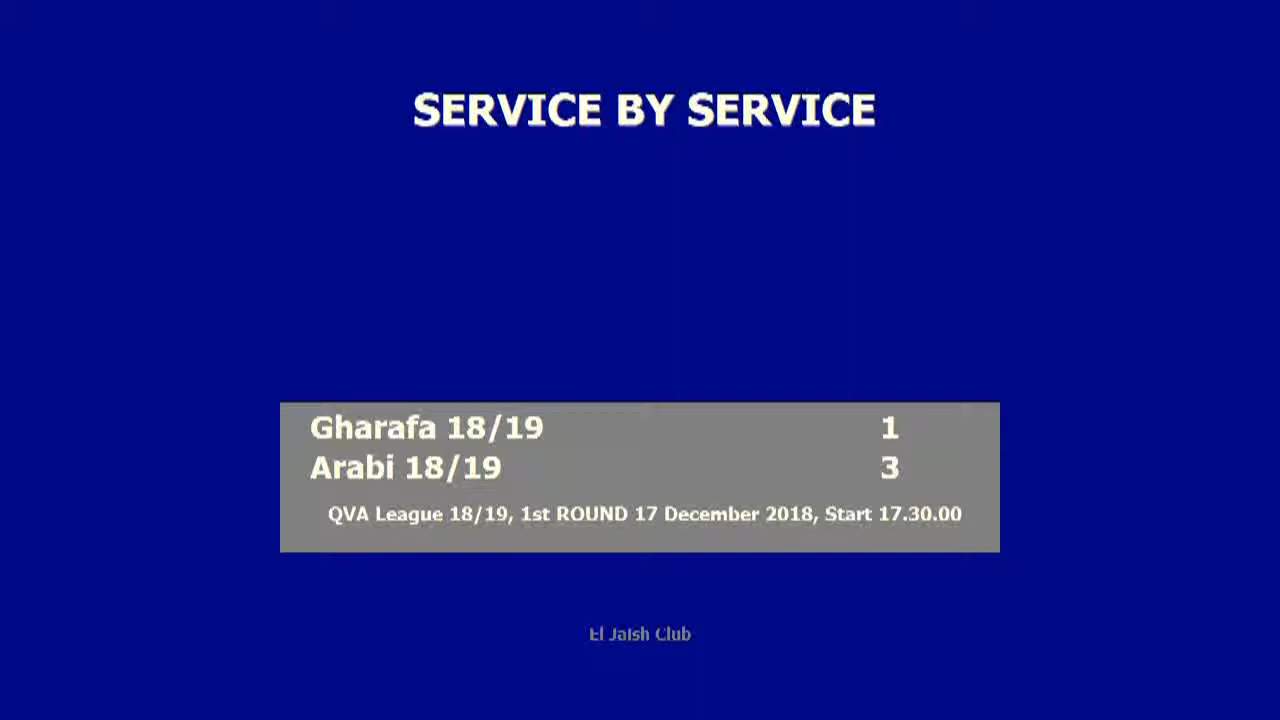 SERVICE BY SERVICE
Gharafa 18/19 1
Arabi 18/19 3
QVA League 18/19, 1st ROUND 17 December 2018, Start 17.30.00
El Jaish Club